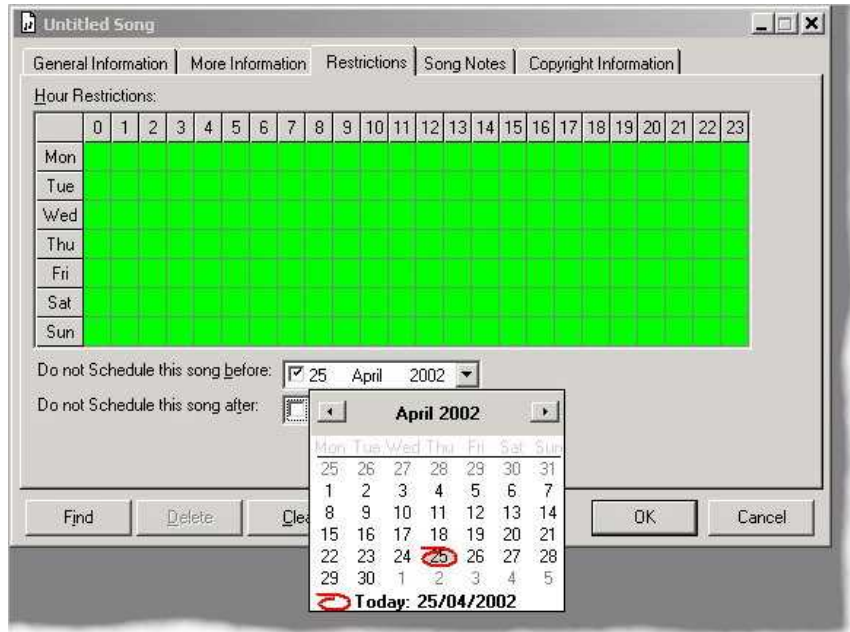 Untitled Song
General Information More Information Restrictions Song Notes Copyright Information
Hour Restrictions:
0 1 2 3 4 5 6 7 8 9 10 11 12 13 14 15 16 17 18 19 20 21 22 23
Mon
Tue
Wed
Thu
Fri
Sat
Sun
Do not Schedule this song before: 25 April 2002
Do not Schedule this song after:
April 2002
Mon Tue Wed Thu Fri Sat Sun
25 26 27 28 29 30 31
1 2 3 4 5 6 7
8 9 10 11 12 13 14
15 16 17 18 19 20 21
22 23 24 25 26 27 28
29 30 1 2 3 4 5
Today: 25/04/2002
Find Delete Clea OK Cancel